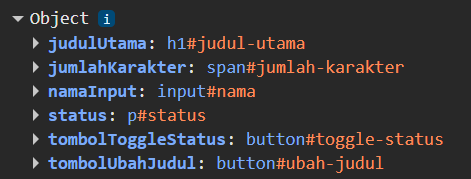 Object i
judulUtama: h1#judul-utama
jumlahKarakter: span#jumlah-karakter
namaInput: input#nama
status: p#status
tombolToggleStatus: button#toggle-status
tombolUbahJudul: button#ubah-judul